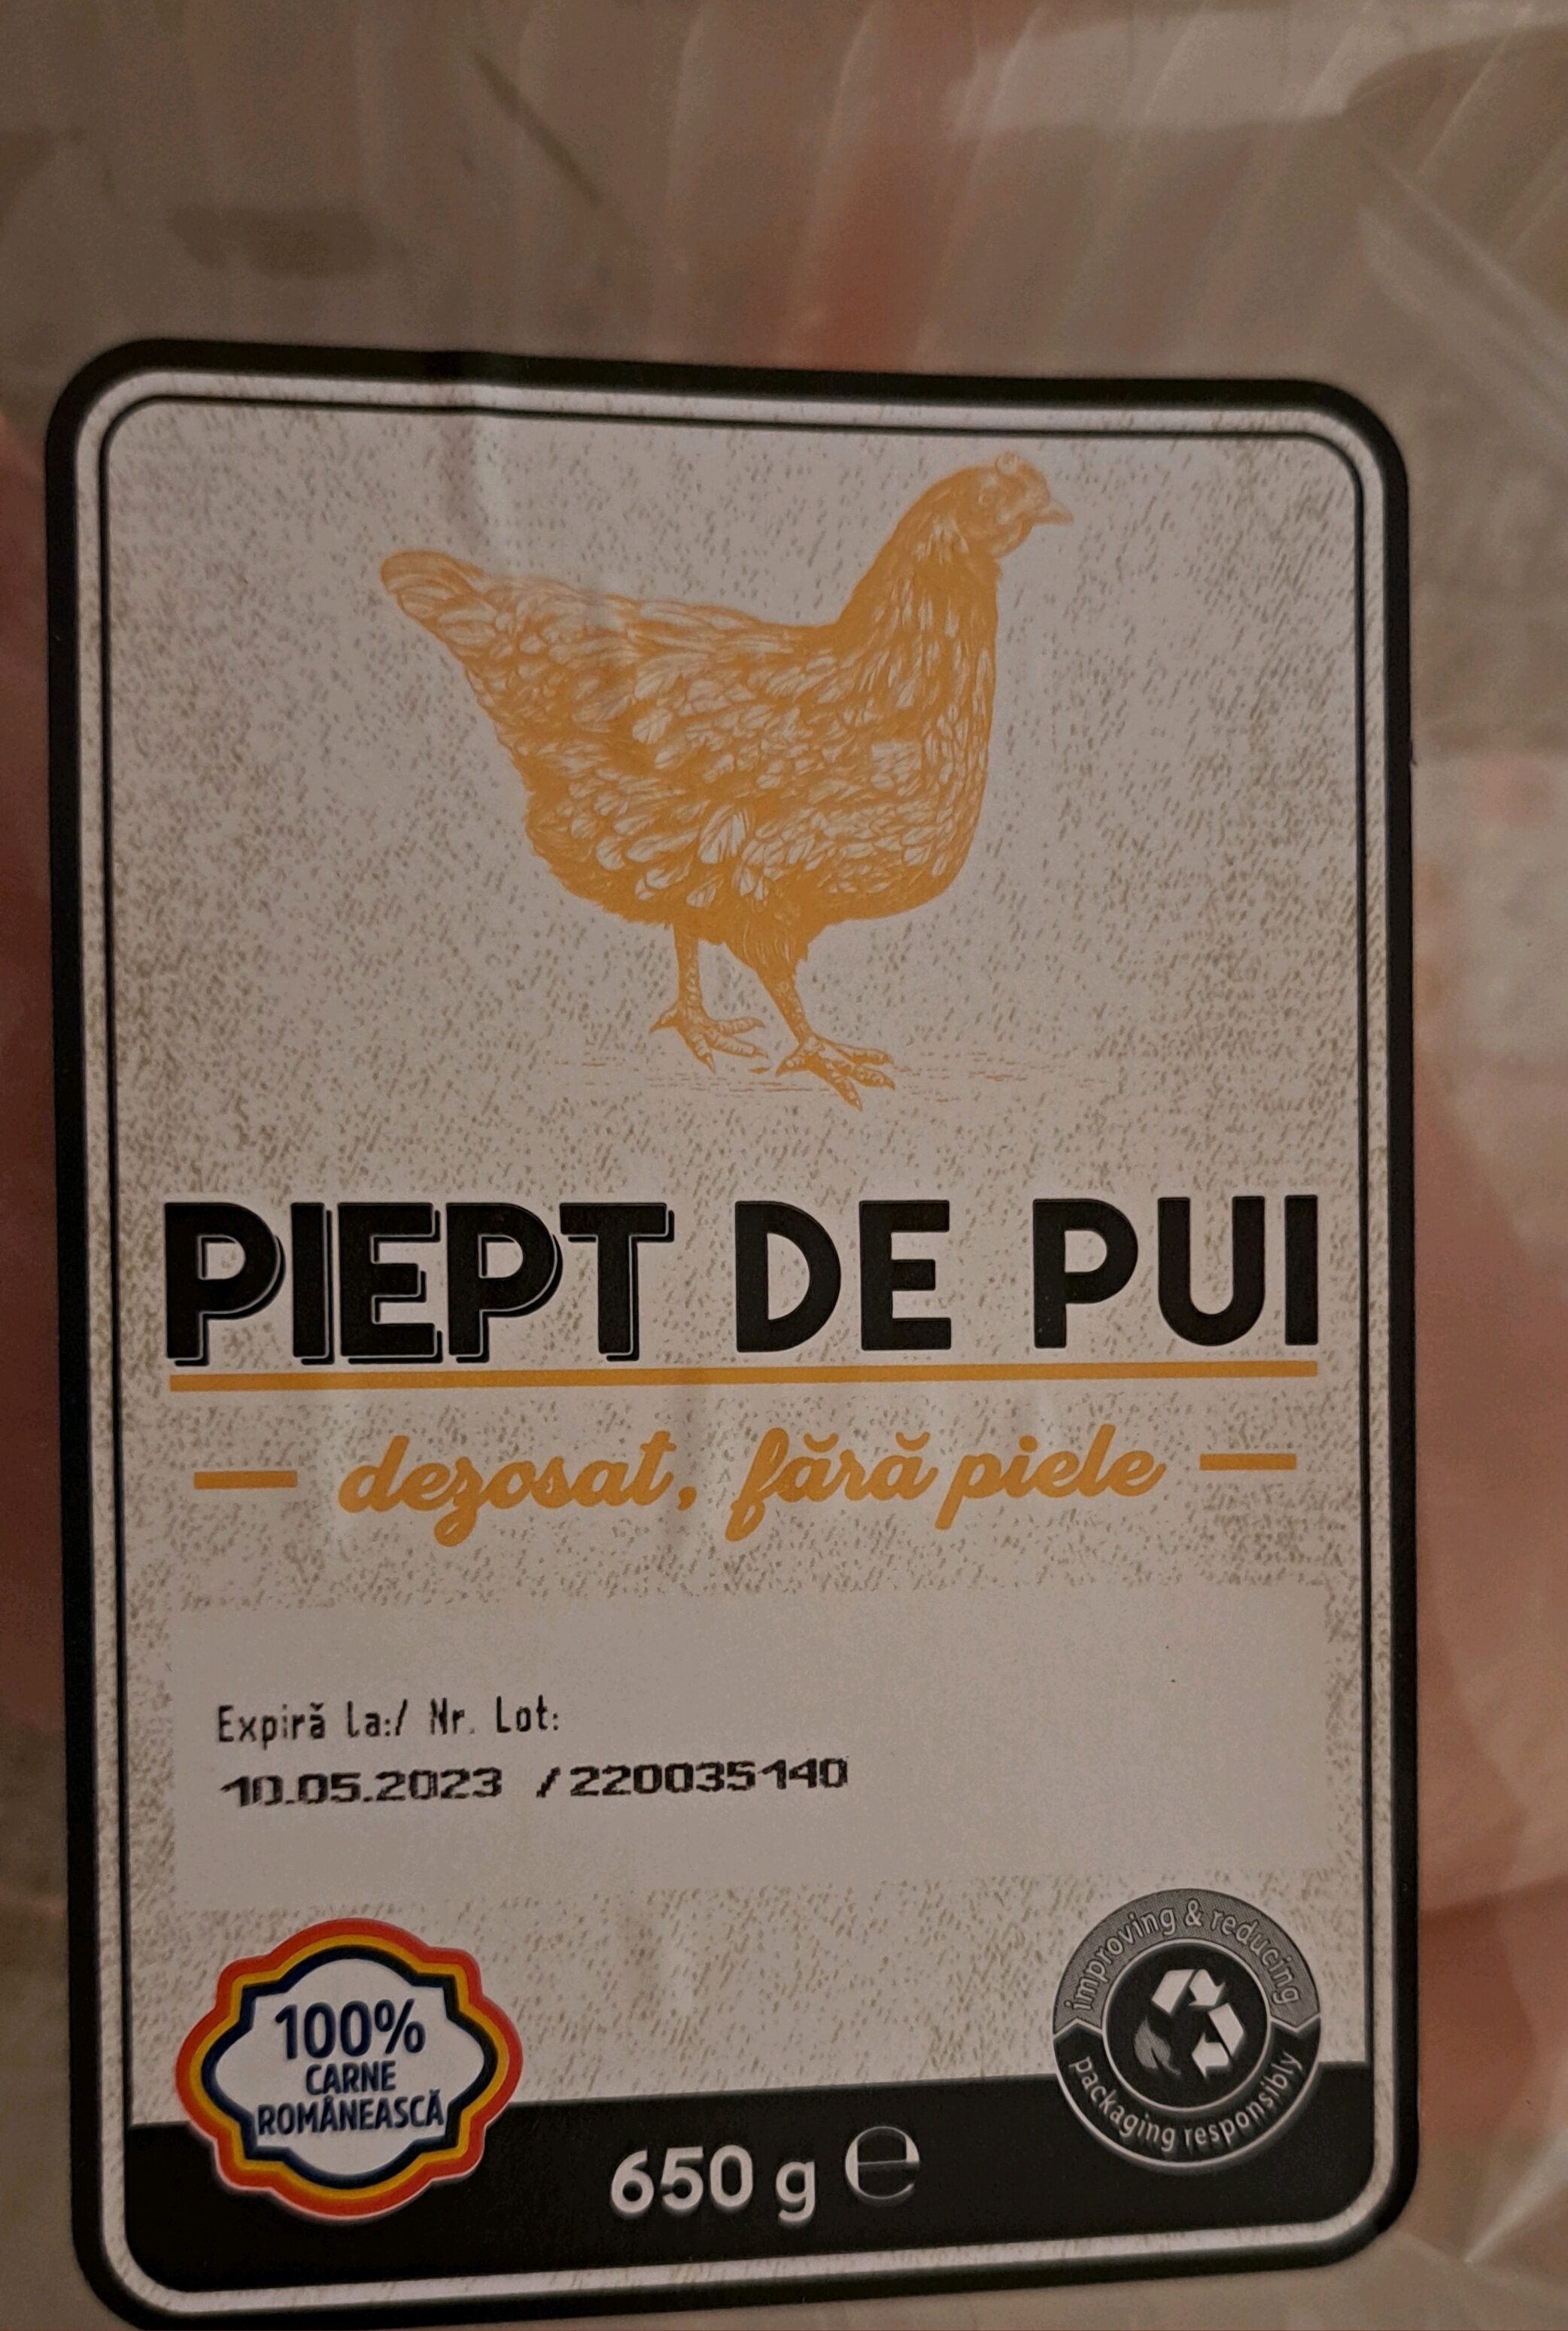 PIEPT DE PUI
dezosat, fără piele
Expiră la:/ Nr. Lot:
10.05.2023 /220035140
100%
CARNE
ROMÂNEASCĂ
improving & reducing
packaging responsibly
650 g ℮